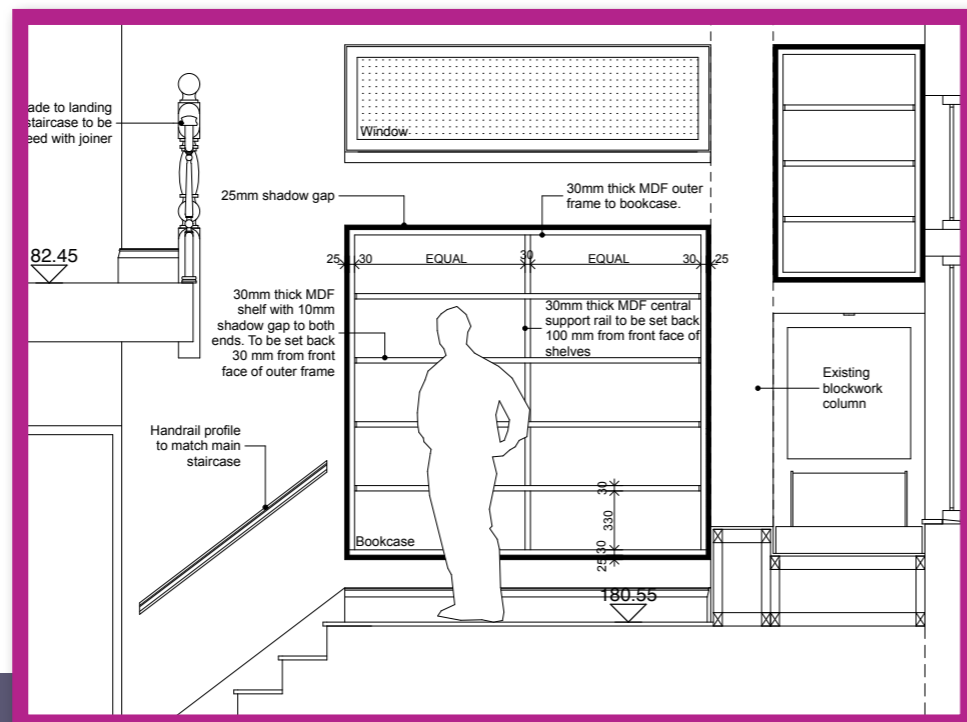 ade to landing
staircase to be
eed with joiner
Window
25mm shadow gap
30mm thick MDF outer
frame to bookcase.
82.45
25 30 EQUAL 30 EQUAL 30 25
30mm thick MDF
shelf with 10mm
shadow gap to both
ends. To be set back
30 mm from front
face of outer frame
30mm thick MDF central
support rail to be set back
100 mm from front face of
shelves
Existing
blockwork
column
Handrail profile
to match main
staircase
30
330
30
25
Bookcase
180.55